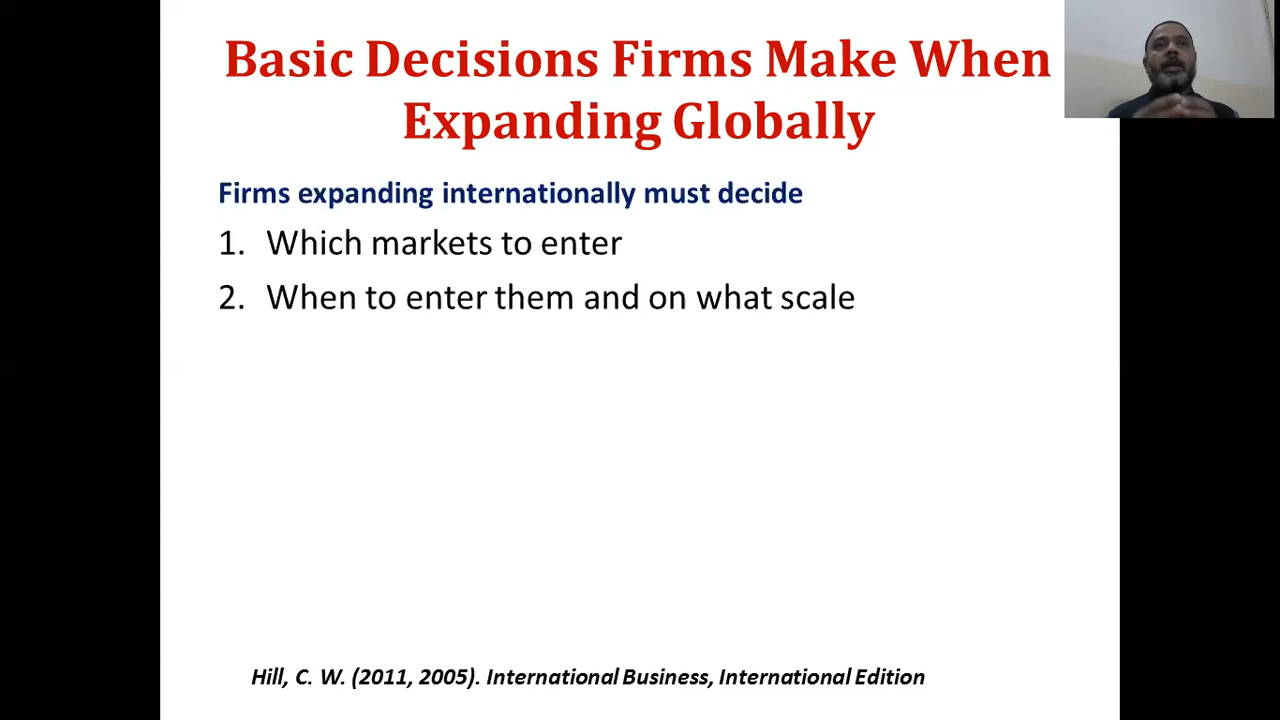 Basic Decisions Firms Make When
Expanding Globally
Firms expanding internationally must decide
1. Which markets to enter
2. When to enter them and on what scale
Hill, C. W. (2011, 2005). International Business, International Edition